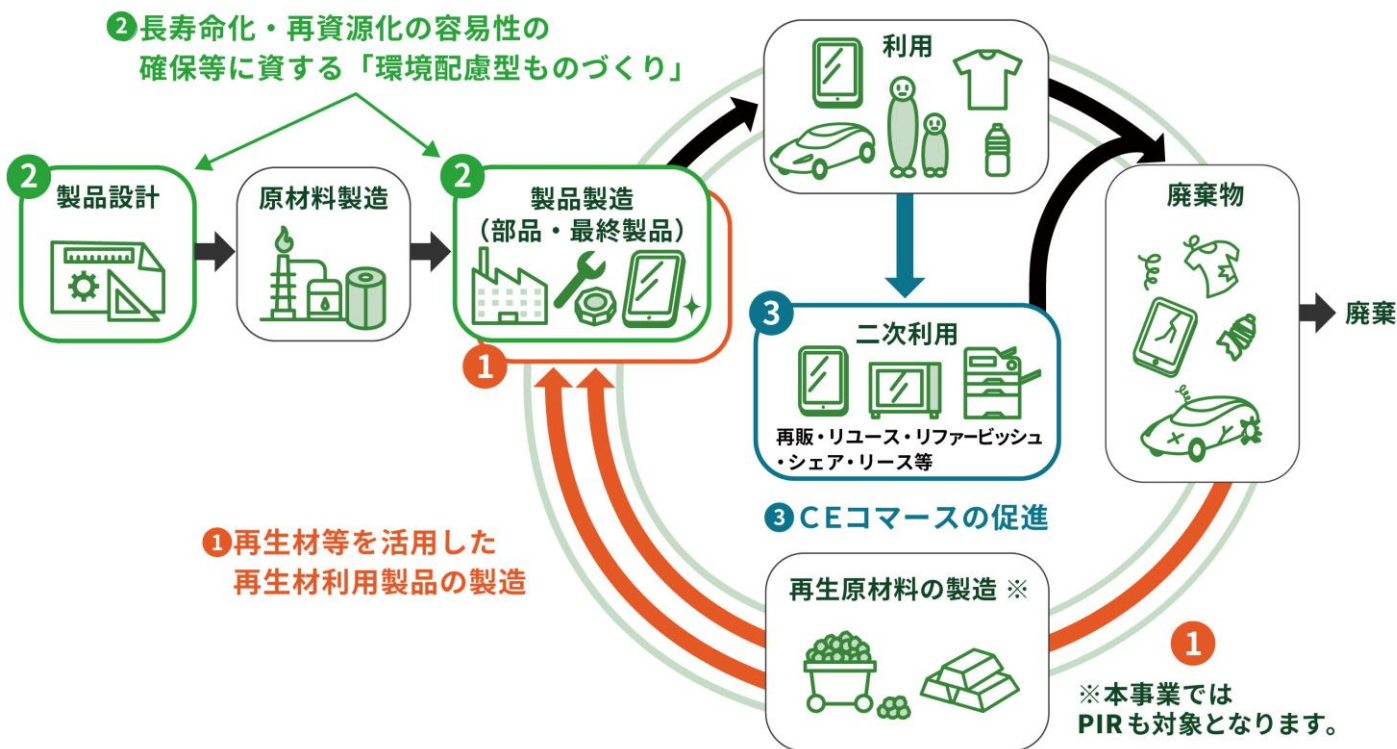 ❷長寿命化・再資源化の容易性の
確保等に資する「環境配慮型ものづくり」
2
製品設計
原材料製造
2
製品製造
（部品・最終製品）
1
利用
3
二次利用
再販・リユース・リファービッシュ
・シェア・リース等
❸CEコマースの促進
廃棄物
廃棄
❶再生材等を活用した
再生材利用製品の製造
再生原材料の製造 ※
1
※本事業では
PIRも対象となります。